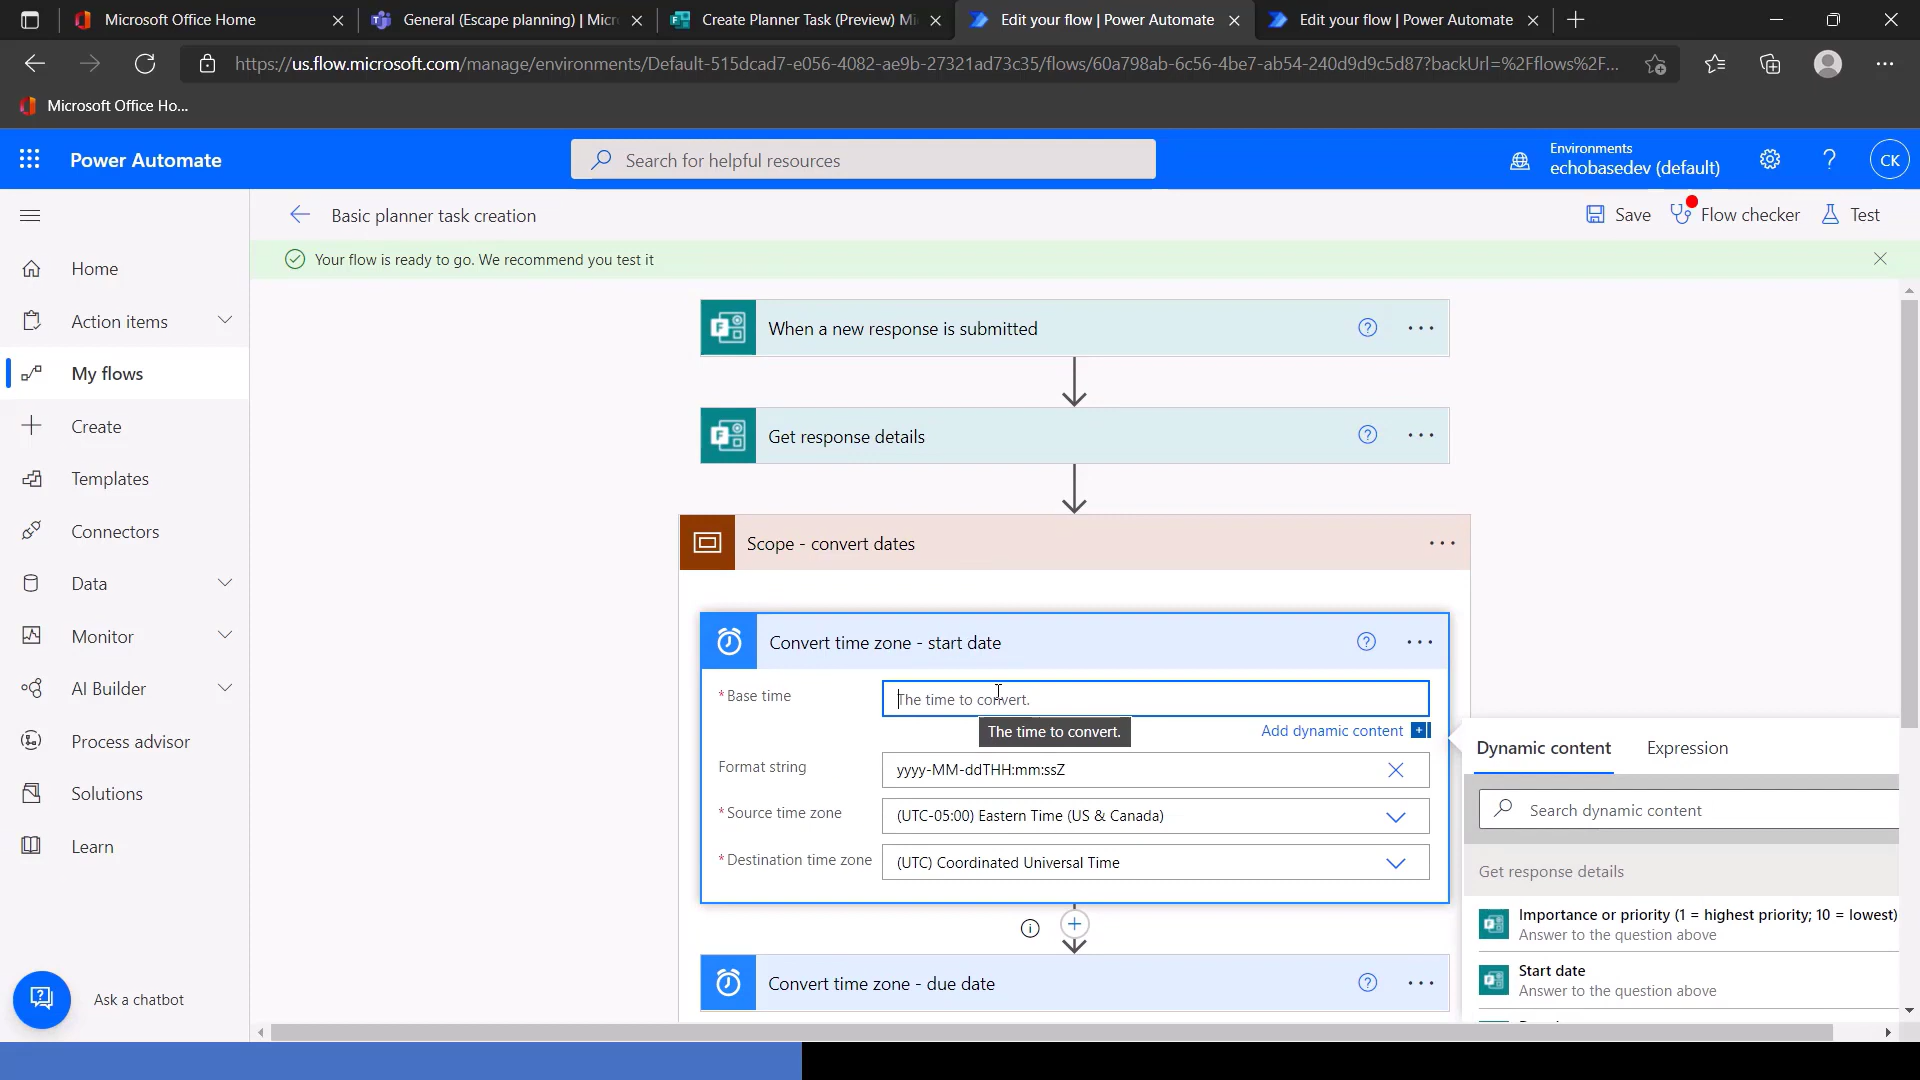 Microsoft Office Home
General (Escape planning) | Micr
Create Planner Task (Preview) Mi
Edit your flow | Power Automate
Edit your flow | Power Automate
https://us.flow.microsoft.com/manage/environments/Default-515dcad7-e056-4082-ae9b-27321ad73c35/flows/60a798ab-6c56-4be7-ab54-240d9d9c5d87?backUrl=%2Fflows%2F...
Microsoft Office Ho...
Power Automate
Search for helpful resources
Environments
echobasedev (default)
CK
Basic planner task creation
Save
Flow checker
Test
Your flow is ready to go. We recommend you test it
Home
Action items
My flows
Create
Templates
Connectors
Data
Monitor
AI Builder
Process advisor
Solutions
Learn
Ask a chatbot
When a new response is submitted
Get response details
Scope - convert dates
Convert time zone - start date
* Base time
The time to convert.
The time to convert.
Add dynamic content
Format string
yyyy-MM-ddTHH:mm:ssZ
* Source time zone
(UTC-05:00) Eastern Time (US & Canada)
* Destination time zone
(UTC) Coordinated Universal Time
Convert time zone - due date
Dynamic content
Expression
Search dynamic content
Get response details
Importance or priority (1 = highest priority; 10 = lowest)
Answer to the question above
Start date
Answer to the question above